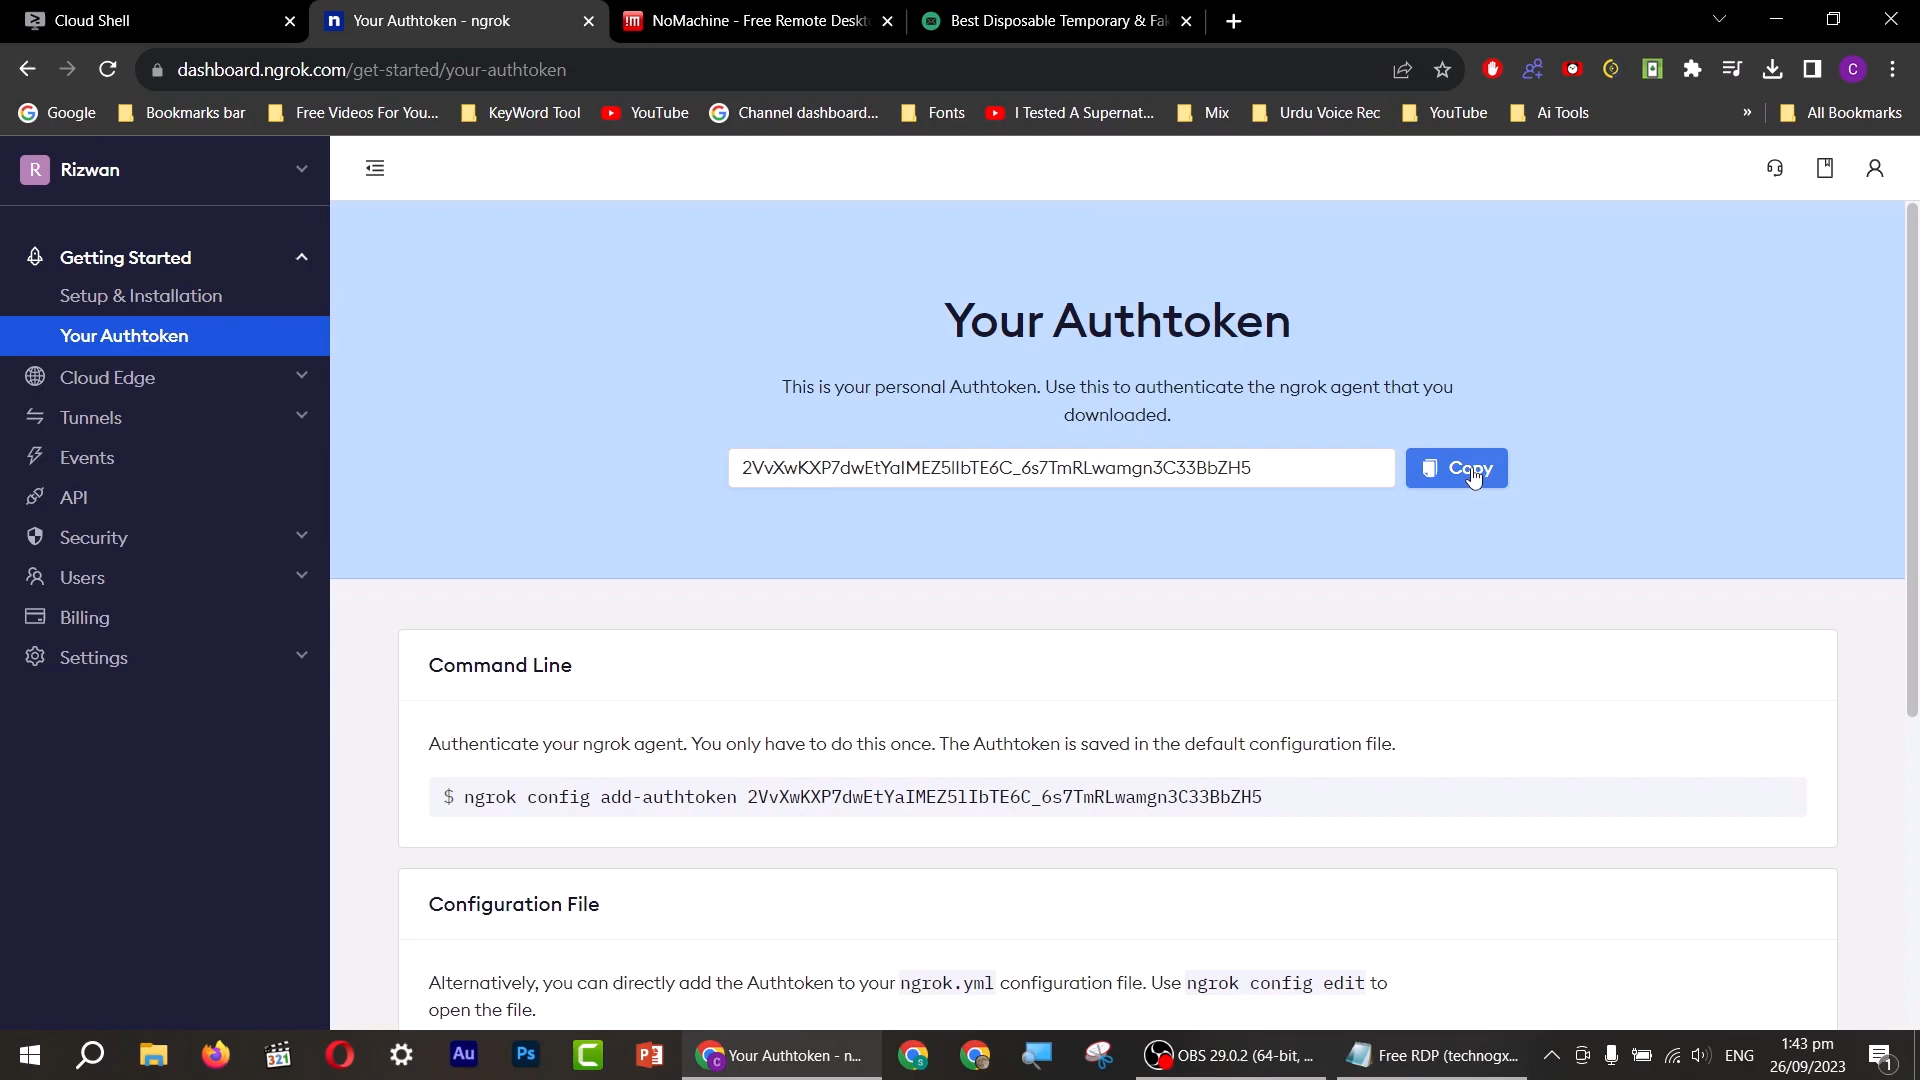 Cloud Shell
Your Authtoken - ngrok
NoMachine - Free Remote Deskt
Best Disposable Temporary & Fak
dashboard.ngrok.com/get-started/your-authtoken
C
Google
Bookmarks bar
Free Videos For You...
KeyWord Tool
YouTube
Channel dashboard...
Fonts
I Tested A Supernat...
Mix
Urdu Voice Rec
YouTube
Ai Tools
»
All Bookmarks
R Rizwan
Getting Started
Setup & Installation
Your Authtoken
Cloud Edge
Tunnels
Events
API
Security
Users
Billing
Settings
Your Authtoken
This is your personal Authtoken. Use this to authenticate the ngrok agent that you
downloaded.
2VvXwKXP7dwEtYaIMEZ5lIbTE6C_6s7TmRLwamgn3C33BbZH5
Copy
Command Line
Authenticate your ngrok agent. You only have to do this once. The Authtoken is saved in the default configuration file.
$ ngrok config add-authtoken 2VvXwKXP7dwEtYaIMEZ5lIbTE6C_6s7TmRLwamgn3C33BbZH5
Configuration File
Alternatively, you can directly add the Authtoken to your ngrok.yml configuration file. Use ngrok config edit to
open the file.
321
Au
Ps
Your Authtoken - n...
OBS 29.0.2 (64-bit, ...
Free RDP (technogx...
ENG
1:43 pm
26/09/2023
1